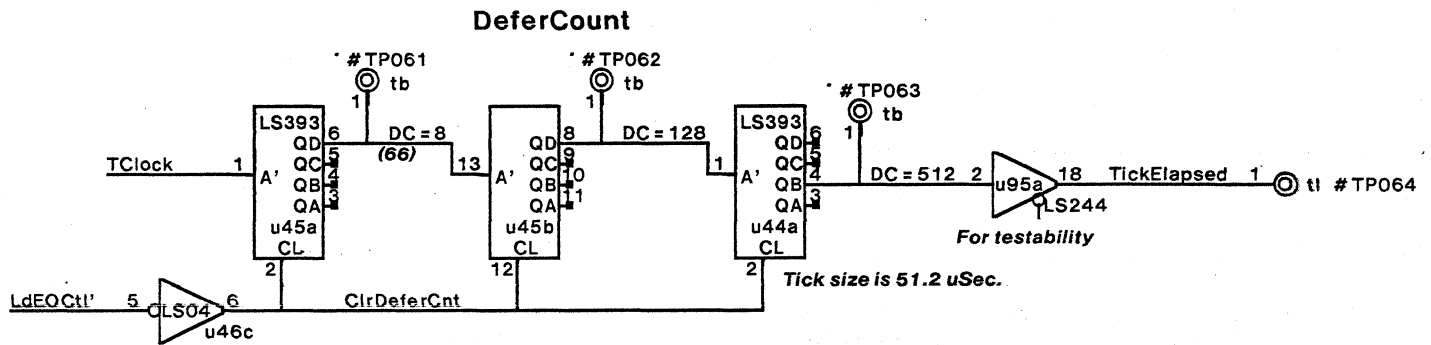 DeferCount
# TP061
tb
1
# TP062
tb
1
# TP063
tb
1
LS393
QD 6
QC 5
QB 4
QA 3
TClock 1 A'
u45a
CL
2
DC=8
(66)
13 A'
QD 8
QC 9
QB 10
QA 11
u45b
CL
12
DC=128
1 A'
LS393
QD 6
QC 5
QB 4
QA 3
u44a
CL
2
DC=512 2 u95a 18 TickElapsed 1 tl #TP064
LS244
For testability
Tick size is 51.2 uSec.
LdEOCtl' 5 LS04 6 ClrDeferCnt
u46c